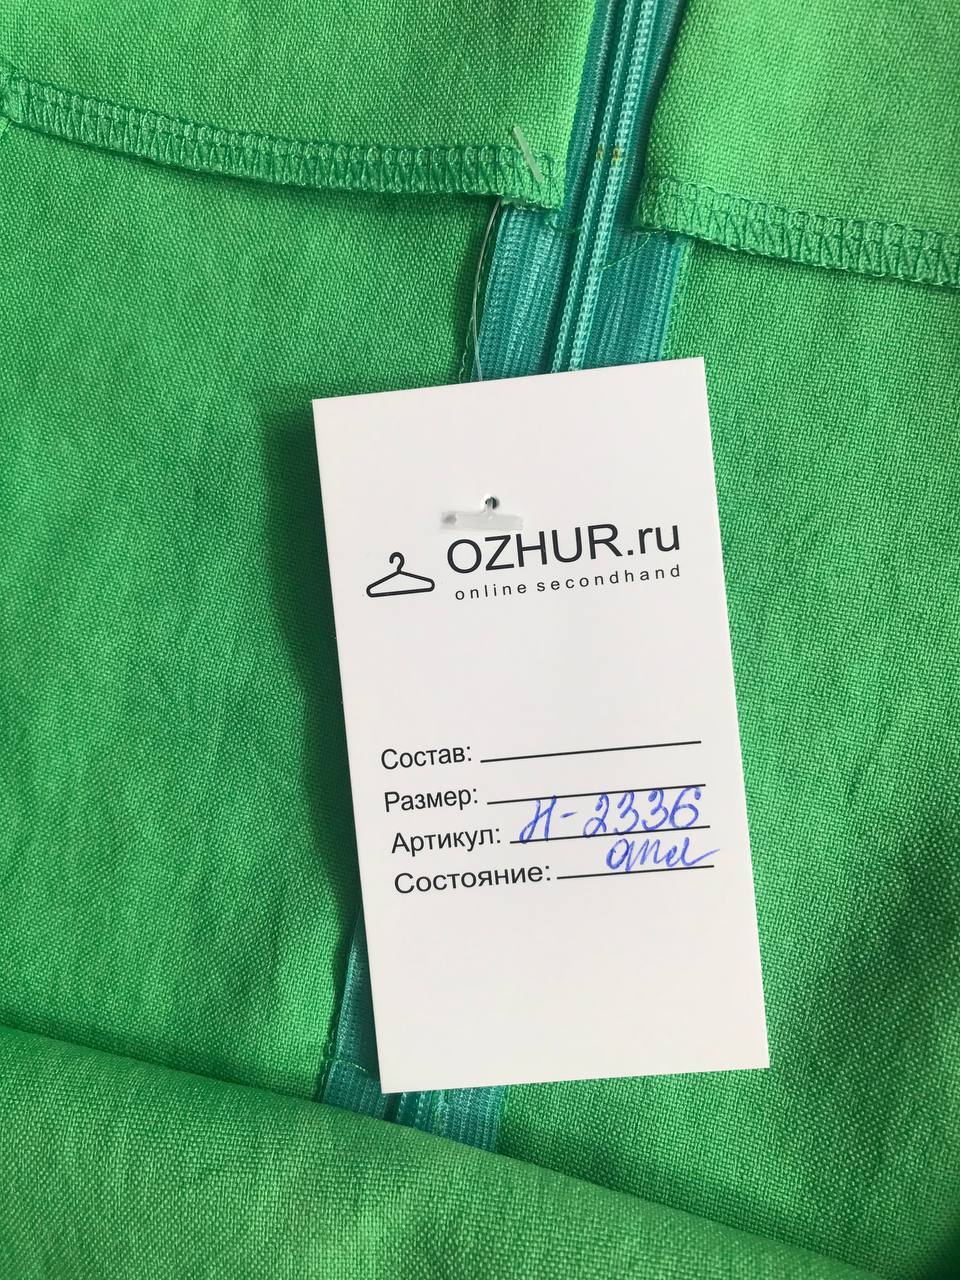 OZHUR.ru
online secondhand
Состав:
Размер:
Артикул: Н-2336
Состояние: отл